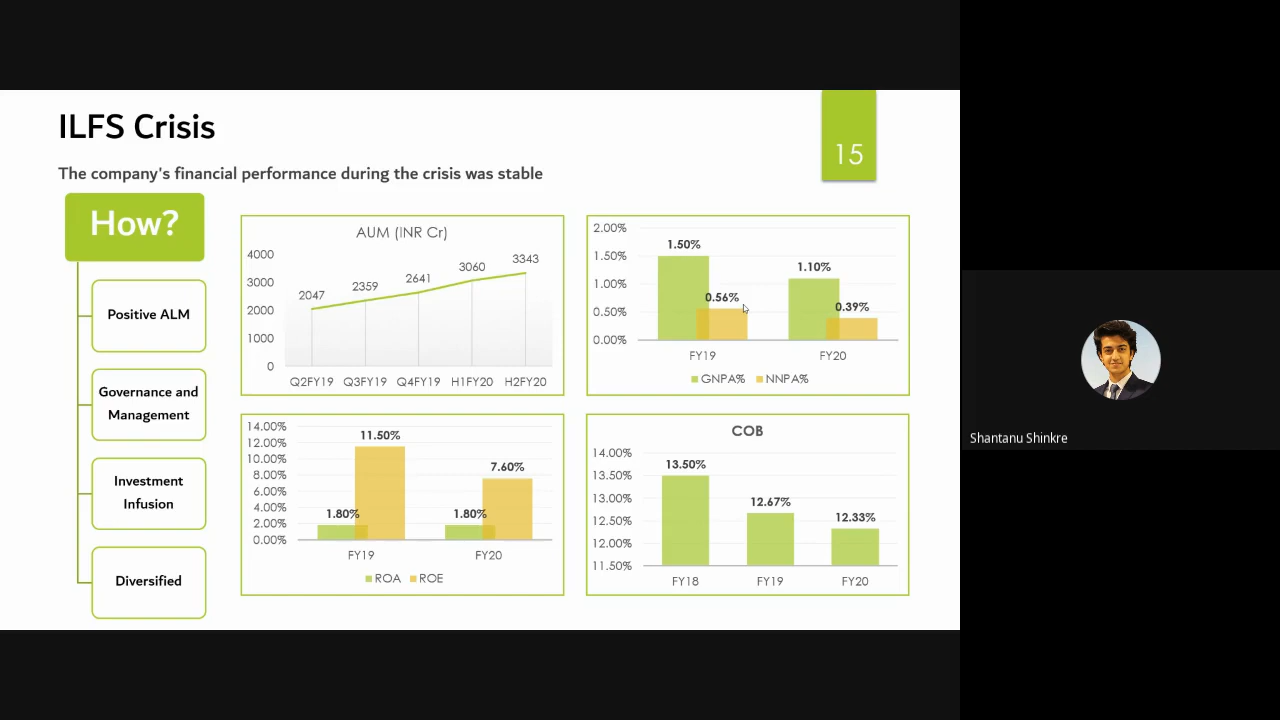 ILFS Crisis
15
The company's financial performance during the crisis was stable
How?
Positive ALM
Governance and
Management
Investment
Infusion
Diversified
AUM (INR Cr)
4000
3000
2000
1000
0
2047
2359
2641
3060
3343
Q2FY19 Q3FY19 Q4FY19 H1FY20 H2FY20
2.00%
1.50%
1.00%
0.50%
0.00%
1.50%
0.56%
1.10%
0.39%
FY19 FY20
GNPA% NNPA%
14.00%
12.00%
10.00%
8.00%
6.00%
4.00%
2.00%
0.00%
1.80%
11.50%
1.80%
7.60%
FY19 FY20
ROA ROE
COB
14.00%
13.50%
13.00%
12.50%
12.00%
11.50%
13.50%
12.67%
12.33%
FY18 FY19 FY20
Shantanu Shinkre